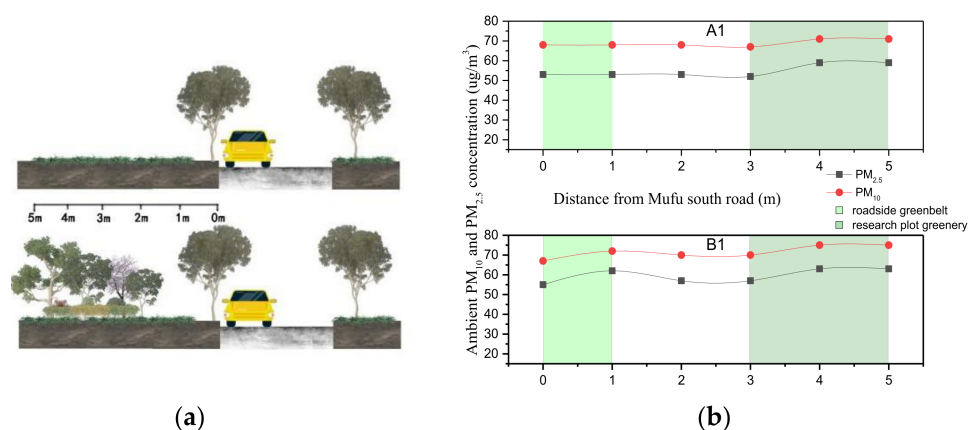 5m 4m 3m 2m 1m 0m
(a)
Ambient PM10 and PM2.5 concentration (ug/m3)
80
70
60
50
40
30
20
A1
0 1 2 3 4 5
Distance from Mufu south road (m)
PM2.5
PM10
roadside greenbelt
research plot greenery
80
70
60
50
40
30
20
B1
0 1 2 3 4 5
(b)